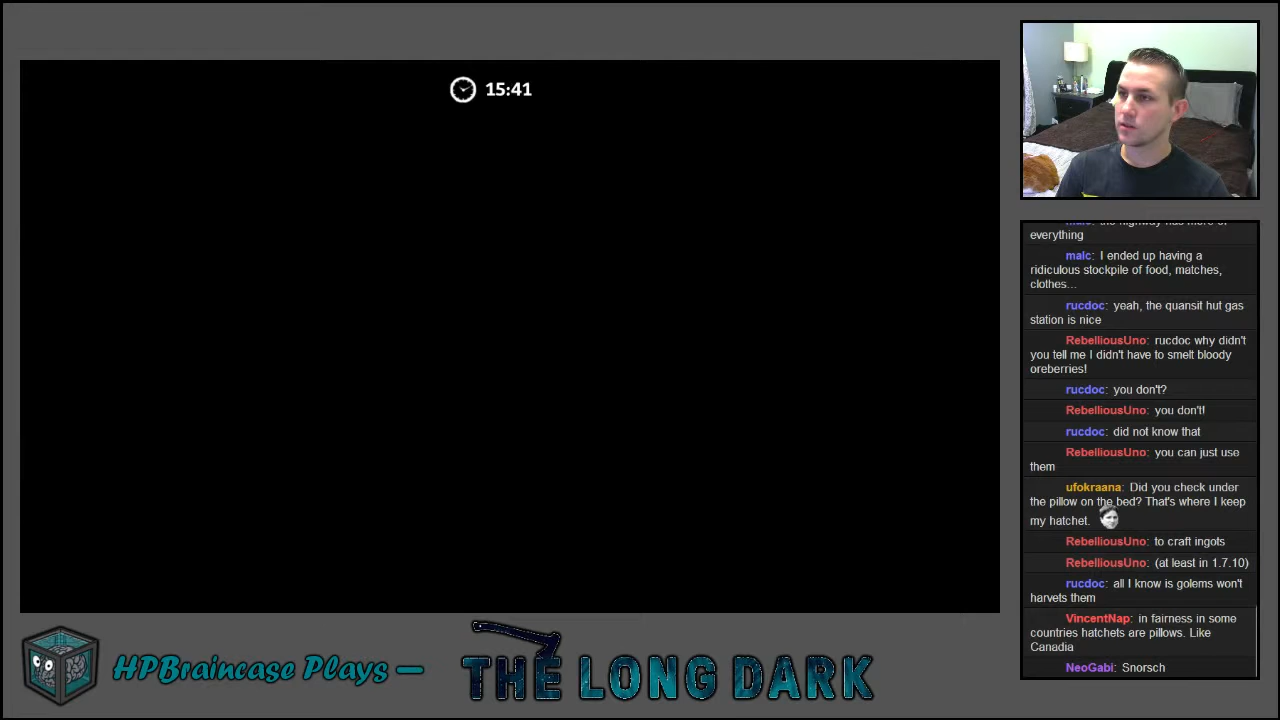 15:41
everything
malc: I ended up having a
ridiculous stockpile of food, matches,
clothes...
rucdoc: yeah, the quansit hut gas
station is nice
RebelliousUno: rucdoc why didn't
you tell me I didn't have to smelt bloody
oreberries!
rucdoc: you don't?
RebelliousUno: you don't!
rucdoc: did not know that
RebelliousUno: you can just use
them
ufokraana: Did you check under
the pillow on the bed? That's where I keep
my hatchet.
RebelliousUno: to craft ingots
RebelliousUno: (at least in 1.7.10)
rucdoc: all I know is golems won't
harvets them
VincentNap: in fairness in some
countries hatchets are pillows. Like
Canadia
NeoGabi: Snorsch
HPBraincase Plays — THE LONG DARK